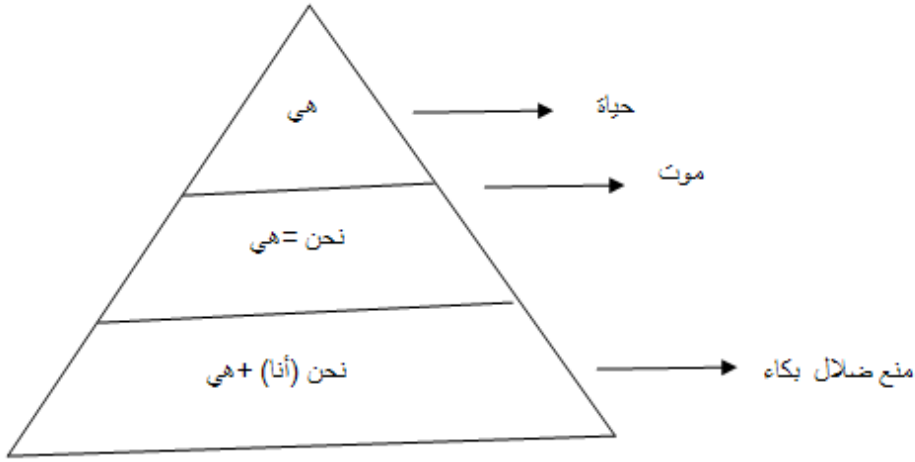 هي
حياة
موت
نحن =هي
نحن (أنا) +هي
منع ضلال بكاء